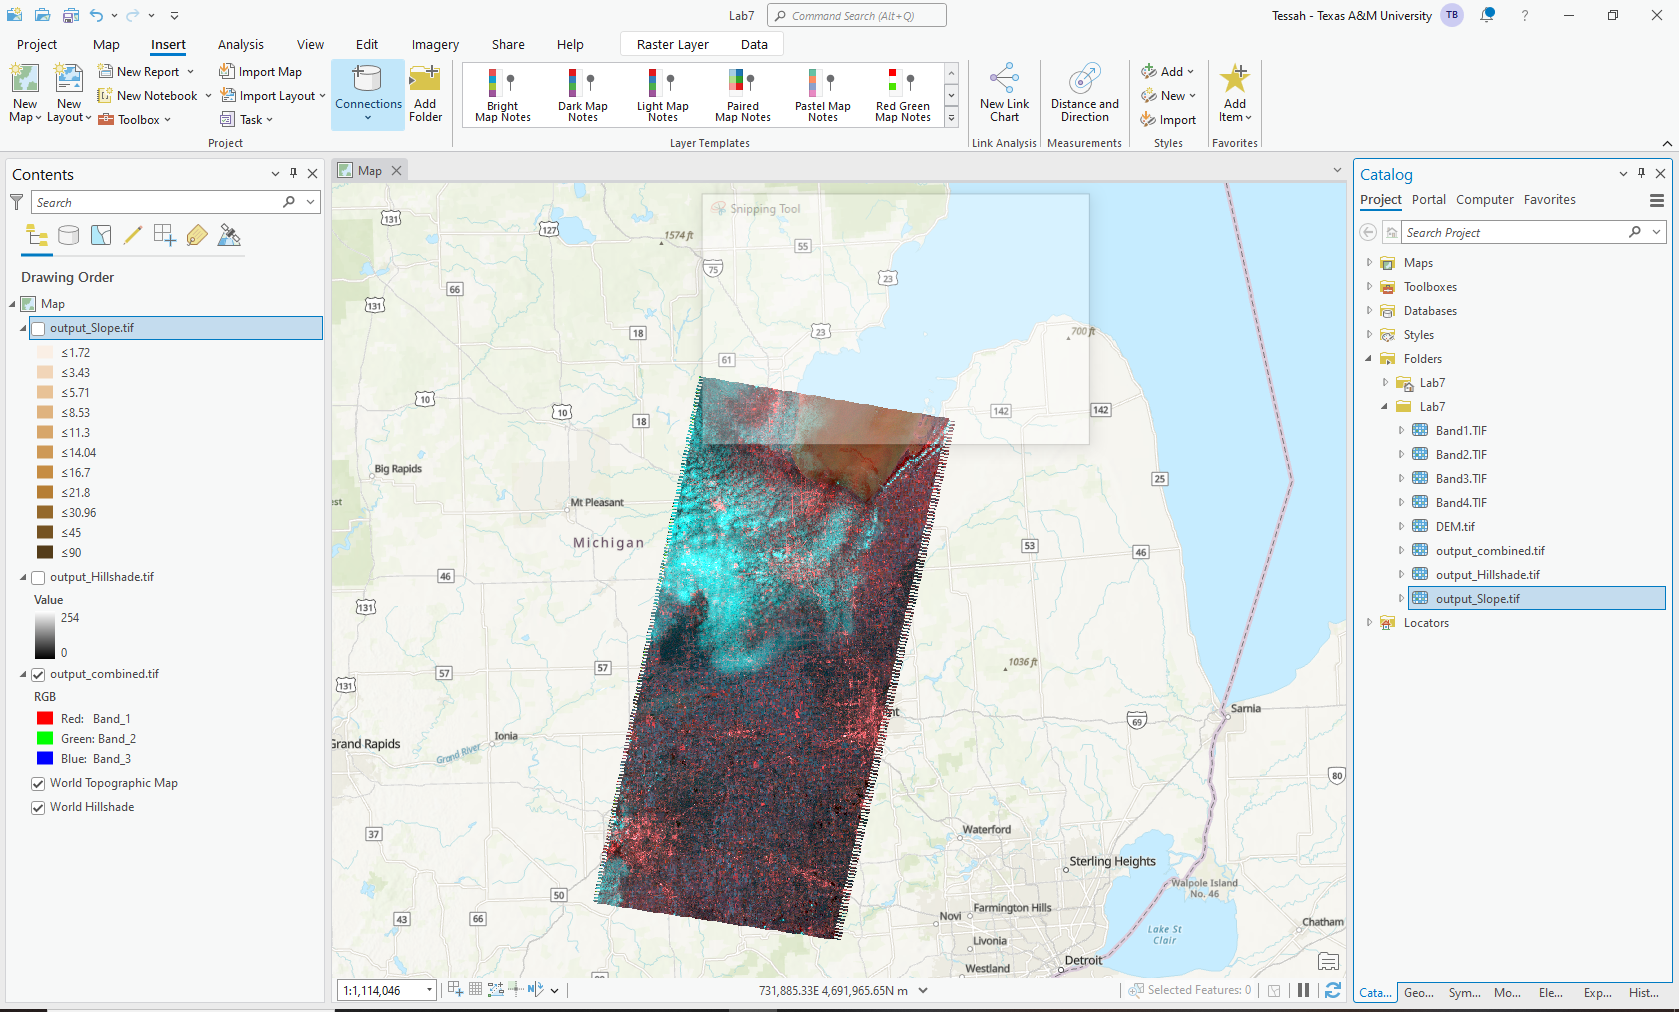 Lab7
Command Search (Alt+Q)
Tessah - Texas A&M University
TB
?
Project
Map
Insert
Analysis
View
Edit
Imagery
Share
Help
Raster Layer
Data
New Map
New Layout
New Report
New Notebook
Toolbox
Import Map
Import Layout
Task
Project
Connections
Add Folder
Bright Map Notes
Dark Map Notes
Light Map Notes
Paired Map Notes
Pastel Map Notes
Red Green Map Notes
Layer Templates
New Link Chart
Link Analysis
Distance and Direction
Measurements
Add
New
Import
Styles
Add Item
Favorites
Contents
Search
Drawing Order
Map
output_Slope.tif
≤1.72
≤3.43
≤5.71
≤8.53
≤11.3
≤14.04
≤16.7
≤21.8
≤30.96
≤45
≤90
output_Hillshade.tif
Value
254
0
output_combined.tif
RGB
Red: Band_1
Green: Band_2
Blue: Band_3
World Topographic Map
World Hillshade
Map
Snipping Tool
131
127
1574 ft
55
75
23
66
131
18
23
700 ft
61
10
10
18
142
142
Big Rapids
Mt Pleasant
25
est
Michigan
53
46
46
131
57
57
1036 ft
131
nt
Sarnia
69
Ionia
Grand Rapids
Grand River
80
37
Waterford
Sterling Heights
Walpole Island
No. 46
50
43
66
Farmington Hills
Novi
Chatham
Lake St
Clair
Livonia
Detroit
Westland
1:1,114,046
731,885.33E 4,691,965.65N m
Selected Features: 0
Catalog
Project
Portal
Computer
Favorites
Search Project
Maps
Toolboxes
Databases
Styles
Folders
Lab7
Lab7
Band1.TIF
Band2.TIF
Band3.TIF
Band4.TIF
DEM.tif
output_combined.tif
output_Hillshade.tif
output_Slope.tif
Locators
Cata...
Geo...
Sym...
Mo...
Ele...
Exp...
Hist...